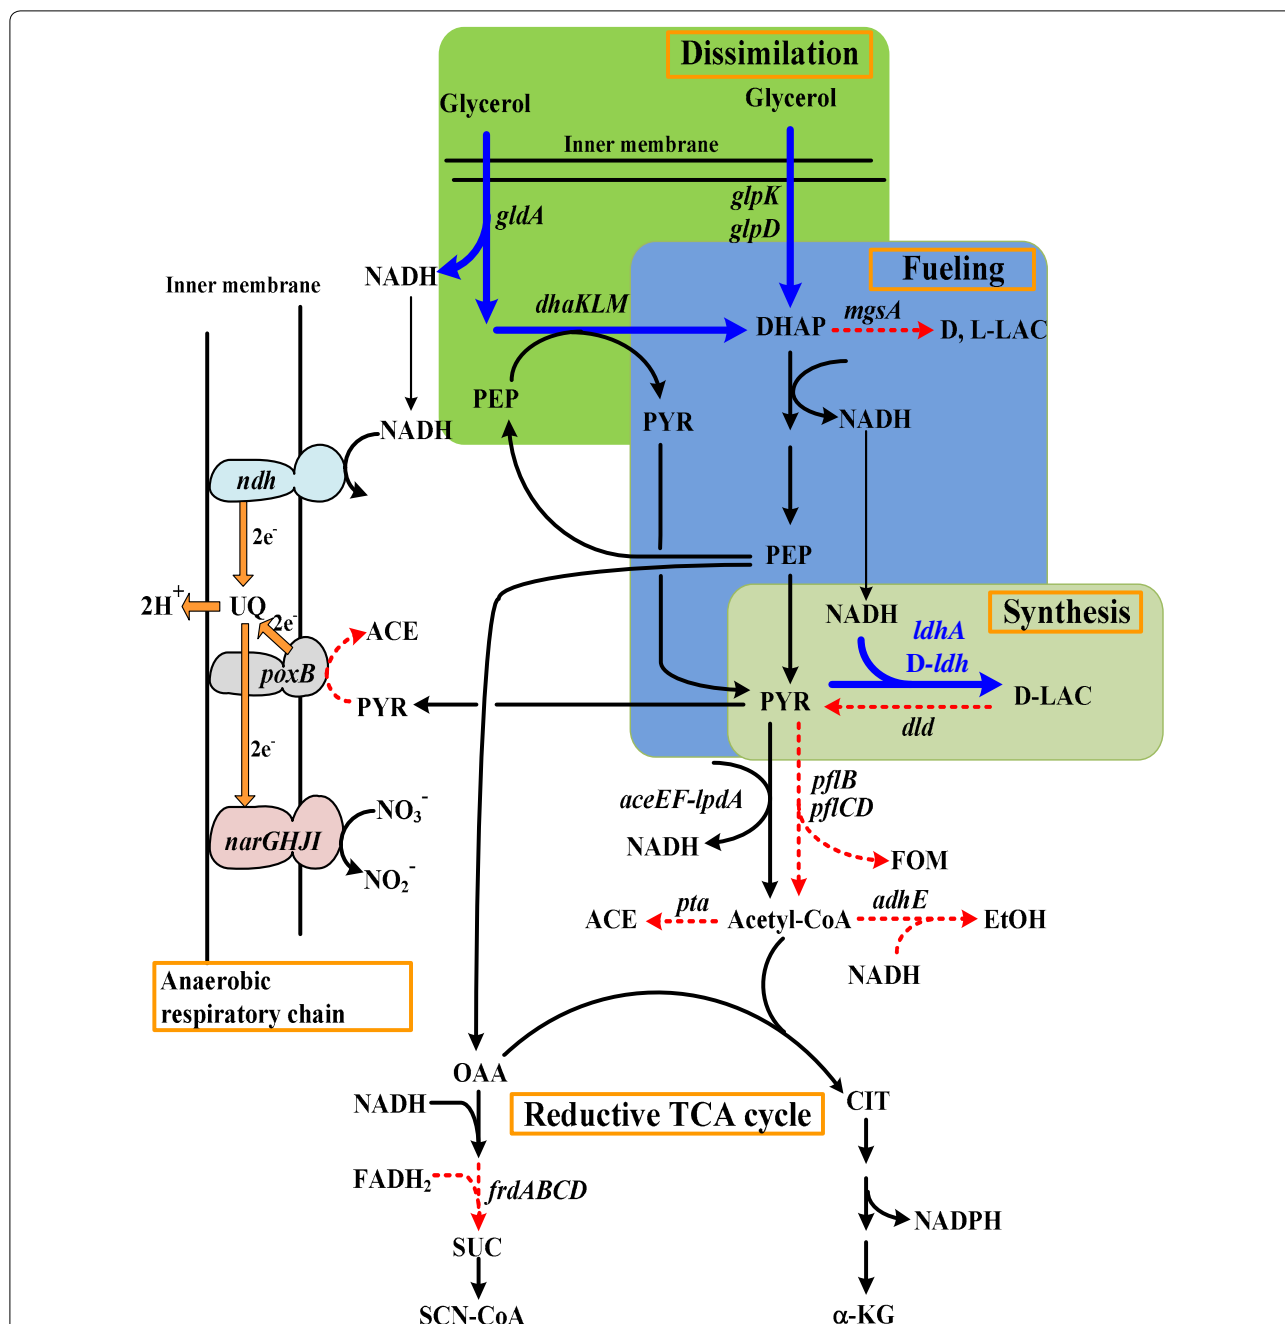 Dissimilation
Glycerol
Glycerol
Inner membrane
glpK
gldA
glpD
Fueling
NADH
Inner membrane
dhaKLM
mgsA
DHAP
D, L-LAC
PEP
PYR
NADH
NADH
ndh
2e-
PEP
2H+
UQ
2e-
NADH
Synthesis
ACE
ldhA
D-ldh
poxB
PYR
PYR
D-LAC
dld
2e-
pflB
aceEF-lpdA
pflCD
NO3-
narGHJI
NADH
FOM
NO2-
ACE
pta
Acetyl-CoA
adhE
EtOH
NADH
Anaerobic
respiratory chain
OAA
NADH
Reductive TCA cycle
CIT
FADH2
frdABCD
NADPH
SUC
SCN-CoA
α-KG